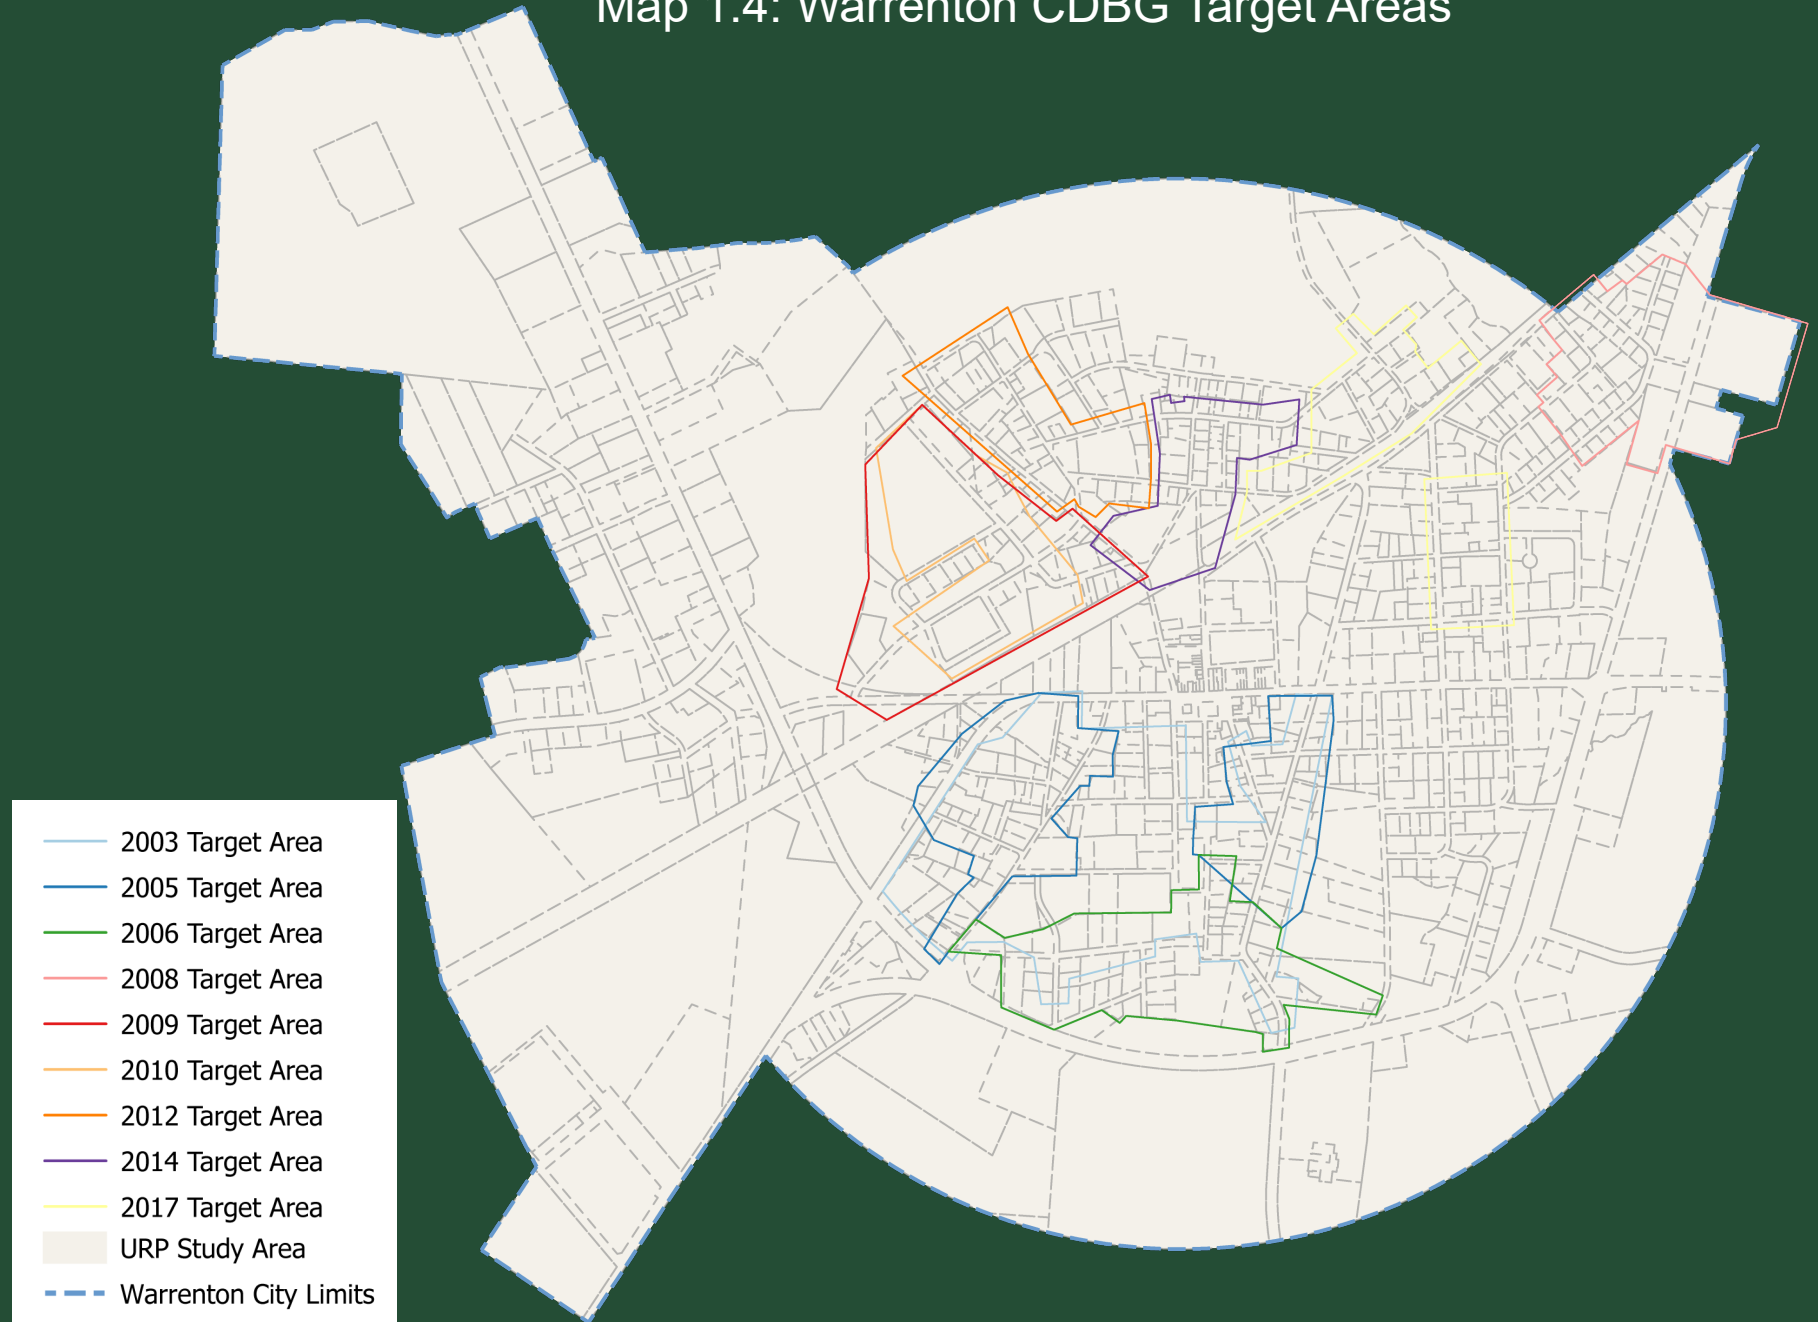 Map 1.4: Warrenton CDBG Target Areas
2003 Target Area
2005 Target Area
2006 Target Area
2008 Target Area
2009 Target Area
2010 Target Area
2012 Target Area
2014 Target Area
2017 Target Area
URP Study Area
Warrenton City Limits